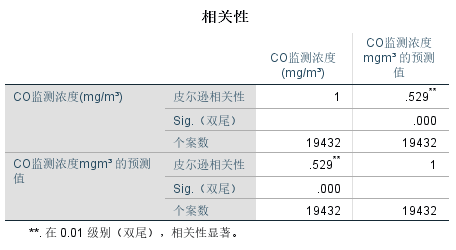 相关性
CO监测浓度(mg/m³)
CO监测浓度mgm³ 的预测值
CO监测浓度(mg/m³) 皮尔逊相关性 1 .529**
Sig.（双尾） .000
个案数 19432 19432
CO监测浓度mgm³ 的预测值 皮尔逊相关性 .529** 1
Sig.（双尾） .000
个案数 19432 19432
**. 在 0.01 级别（双尾），相关性显著。